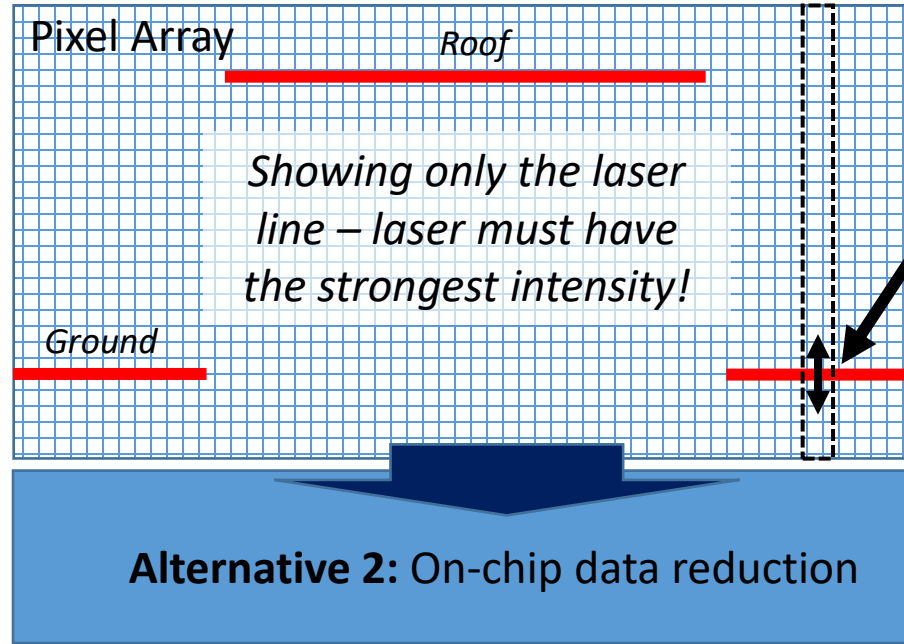 Pixel Array
Roof
Showing only the laser
line – laser must have
the strongest intensity!
Ground
Alternative 2: On-chip data reduction